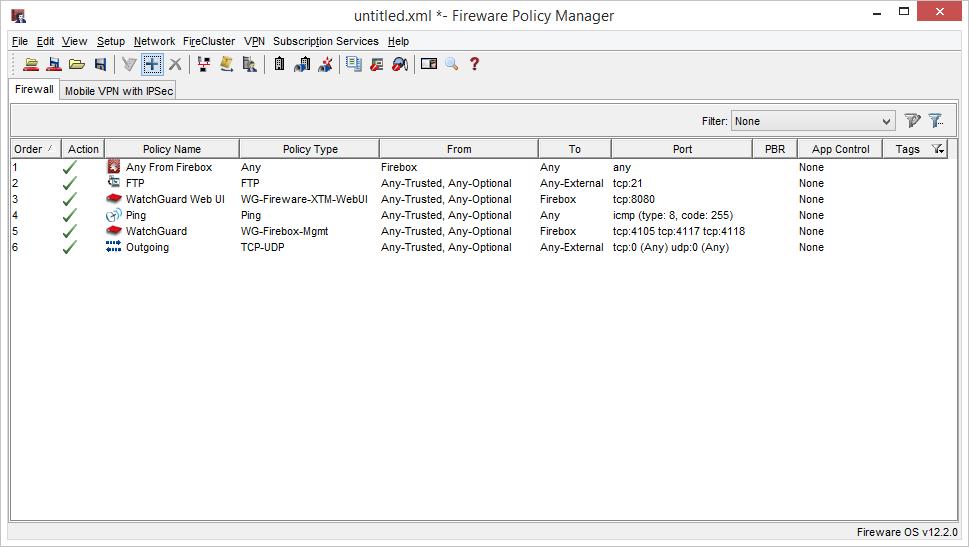 untitled.xml *- Fireware Policy Manager
File Edit View Setup Network FireCluster VPN Subscription Services Help
Firewall Mobile VPN with IPSec
Filter: None
Order Action Policy Name Policy Type From To Port PBR App Control Tags
1 Any From Firebox Any Firebox Any any None
2 FTP FTP Any-Trusted, Any-Optional Any-External tcp:21 None
3 WatchGuard Web UI WG-Fireware-XTM-WebUI Any-Trusted, Any-Optional Firebox tcp:8080 None
4 Ping Ping Any-Trusted, Any-Optional Any icmp (type: 8, code: 255) None
5 WatchGuard WG-Firebox-Mgmt Any-Trusted, Any-Optional Firebox tcp:4105 tcp:4117 tcp:4118 None
6 Outgoing TCP-UDP Any-Trusted, Any-Optional Any-External tcp:0 (Any) udp:0 (Any) None
Fireware OS v12.2.0